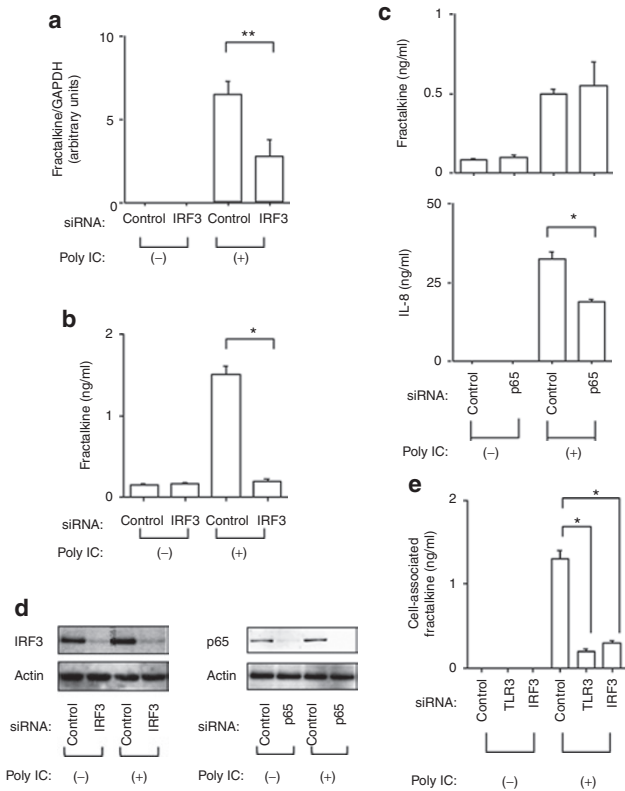 a
Fractalkine/GAPDH
(arbitrary units)
10
5
0
**
siRNA: Control IRF3 Control IRF3
Poly IC: (–) (+)
b
Fractalkine (ng/ml)
2
1
0
*
siRNA: Control IRF3 Control IRF3
Poly IC: (–) (+)
c
Fractalkine (ng/ml)
1
0.5
0
IL-8 (ng/ml)
50
25
0
*
siRNA: Control p65 Control p65
Poly IC: (–) (+)
d
IRF3
Actin
siRNA: Control IRF3 Control IRF3
Poly IC: (–) (+)
p65
Actin
siRNA: Control p65 Control p65
Poly IC: (–) (+)
e
Cell-associated
fractalkine (ng/ml)
2
1
0
*
*
siRNA: Control TLR3 IRF3 Control TLR3 IRF3
Poly IC: (–) (+)